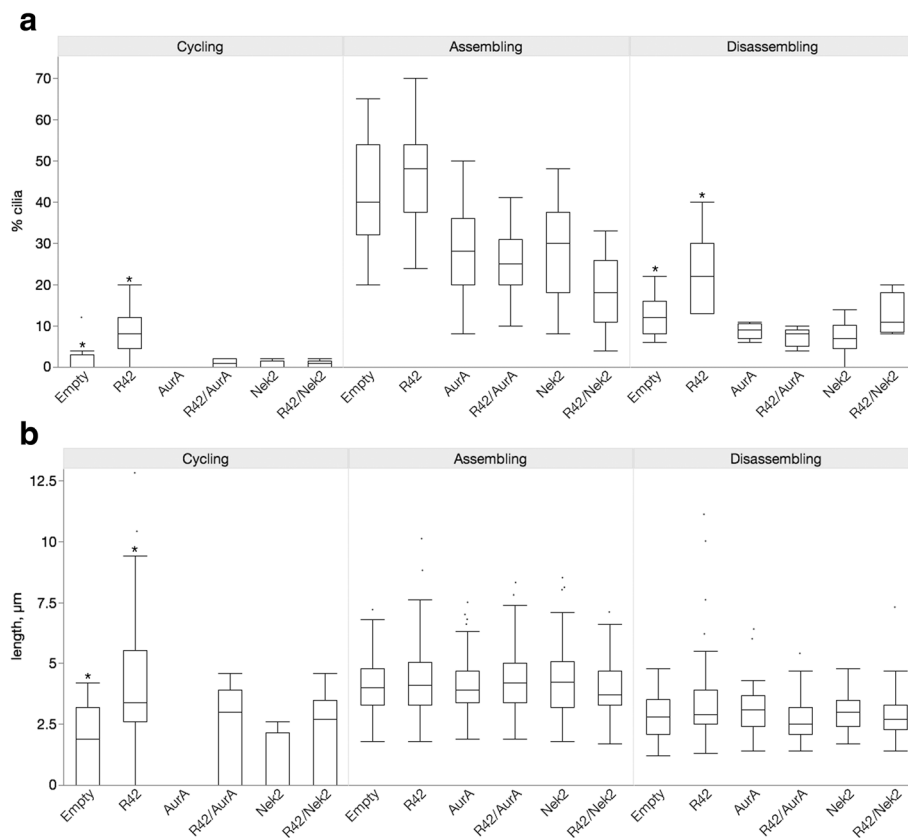 a
Cycling Assembling Disassembling
70
60
50
40
30
20
10
0
% cilia
* * * *
Empty R42 AurA R42/AurA Nek2 R42/Nek2 Empty R42 AurA R42/AurA Nek2 R42/Nek2 Empty R42 AurA R42/AurA Nek2 R42/Nek2
b
Cycling Assembling Disassembling
12.5
10
7.5
5
2.5
0
length, µm
* *
Empty R42 AurA R42/AurA Nek2 R42/Nek2 Empty R42 AurA R42/AurA Nek2 R42/Nek2 Empty R42 AurA R42/AurA Nek2 R42/Nek2